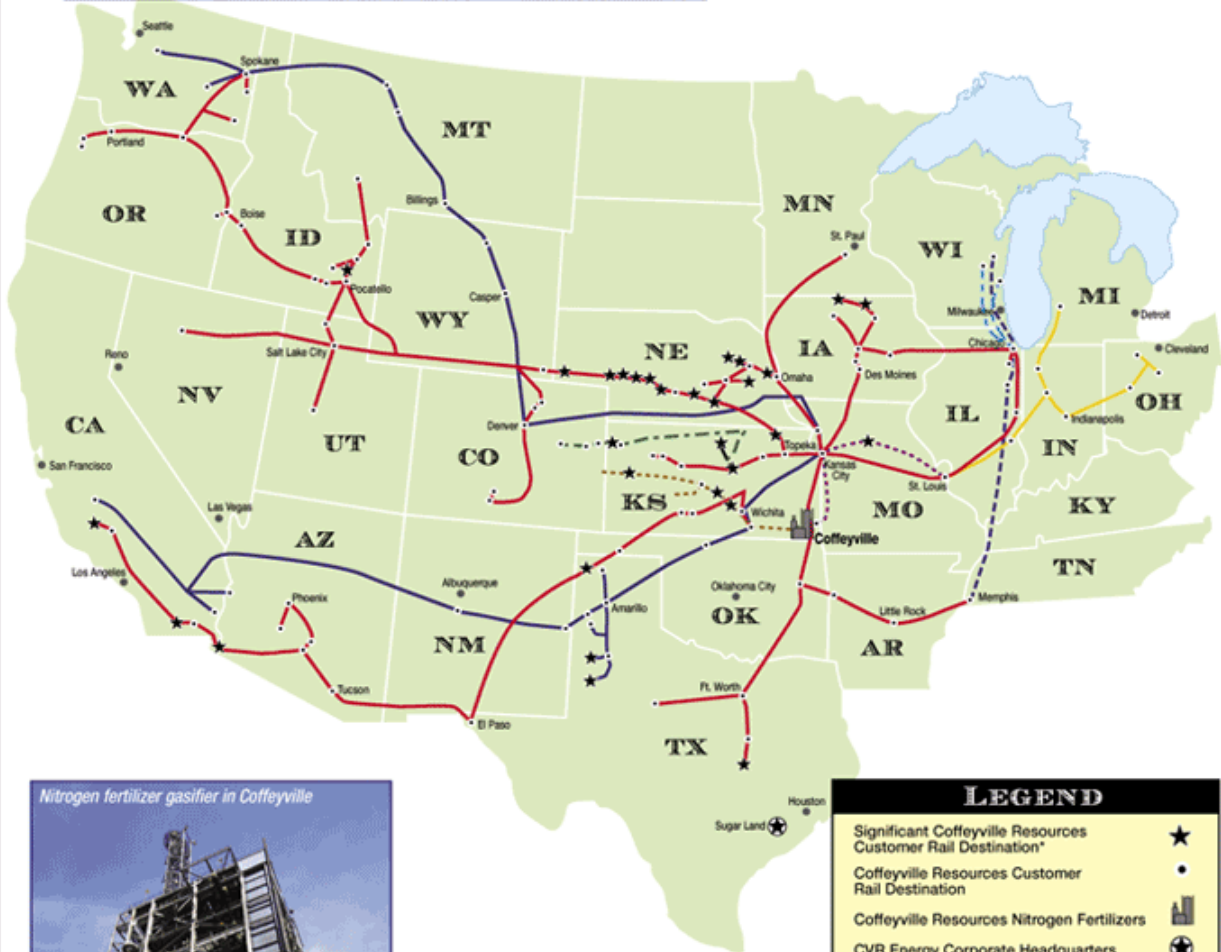 Seattle
Spokane
WA
MT
Portland
Billings
MN
OR
Boise
ID
St. Paul
WI
Pocatello
Casper
MI
WY
Milwaukee
Detroit
Reno
Salt Lake City
NE
IA
Chicago
Cleveland
Omaha
Des Moines
NV
OH
CA
UT
Denver
CO
IL
Indianapolis
IN
Topeka
San Francisco
Kansas
City
St. Louis
KS
MO
KY
Las Vegas
Wichita
AZ
Coffeyville
TN
Los Angeles
Albuquerque
Oklahoma City
Phoenix
Amarillo
OK
Little Rock
Memphis
NM
AR
Tucson
Ft. Worth
El Paso
TX
Houston
Sugar Land
Nitrogen fertilizer gasifier in Coffeyville
LEGEND
Significant Coffeyville Resources
Customer Rail Destination*
Coffeyville Resources Customer
Rail Destination
Coffeyville Resources Nitrogen Fertilizers
CVR Energy Corporate Headquarters